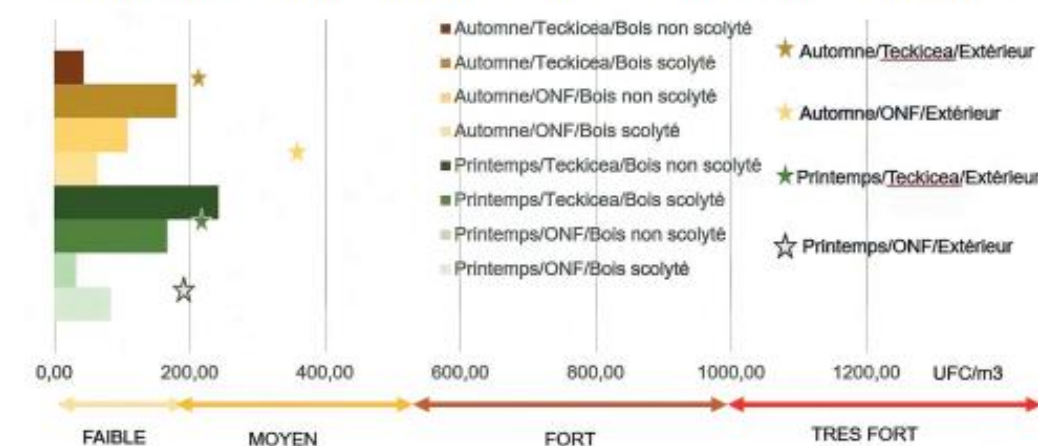 Automne/Teckicea/Bois non scolyté
Automne/Teckicea/Bois scolyté
Automne/ONF/Bois non scolyté
Automne/ONF/Bois scolyté
Printemps/Teckicea/Bois non scolyté
Printemps/Teckicea/Bois scolyté
Printemps/ONF/Bois non scolyté
Printemps/ONF/Bois scolyté
Automne/Teckicea/Extérieur
Automne/ONF/Extérieur
Printemps/Teckicea/Extérieur
Printemps/ONF/Extérieur
0,00 200,00 400,00 600,00 800,00 1000,00 1200,00 UFC/m3
FAIBLE MOYEN FORT TRES FORT